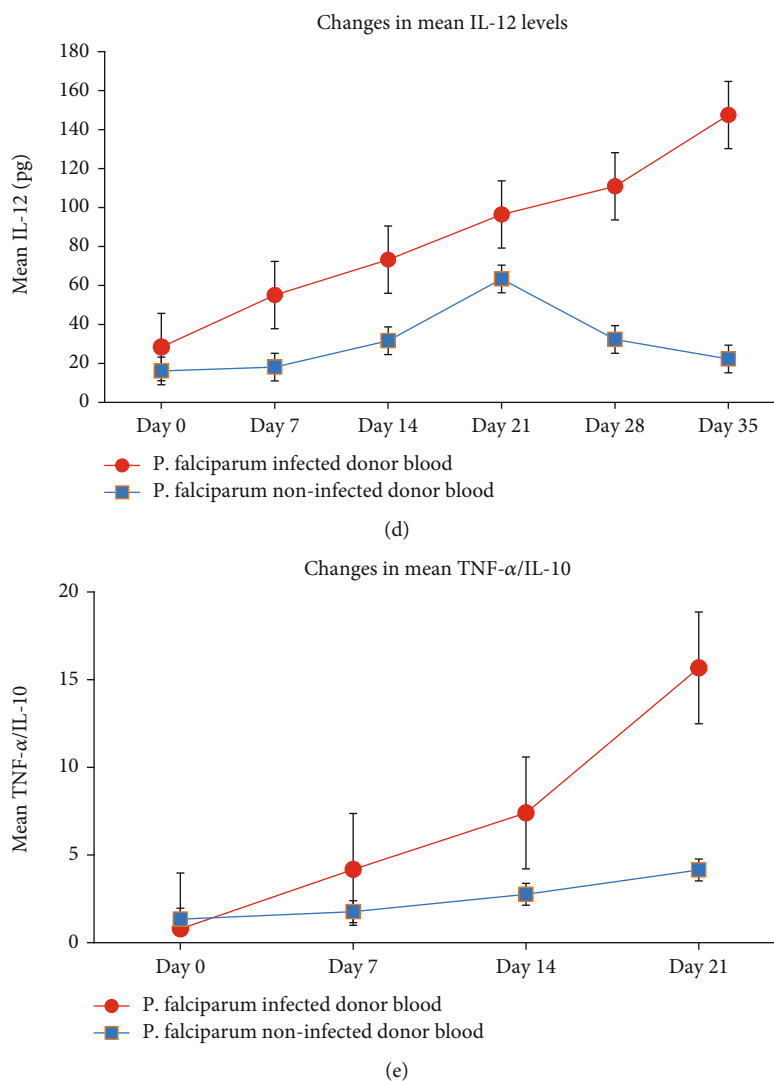 Changes in mean IL-12 levels
180
160
140
120
100
80
60
40
20
0
Mean IL-12 (pg)
Day 0 Day 7 Day 14 Day 21 Day 28 Day 35
P. falciparum infected donor blood
P. falciparum non-infected donor blood
(d)
Changes in mean TNF-α/IL-10
20
15
10
5
0
Mean TNF-α/IL-10
Day 0 Day 7 Day 14 Day 21
P. falciparum infected donor blood
P. falciparum non-infected donor blood
(e)